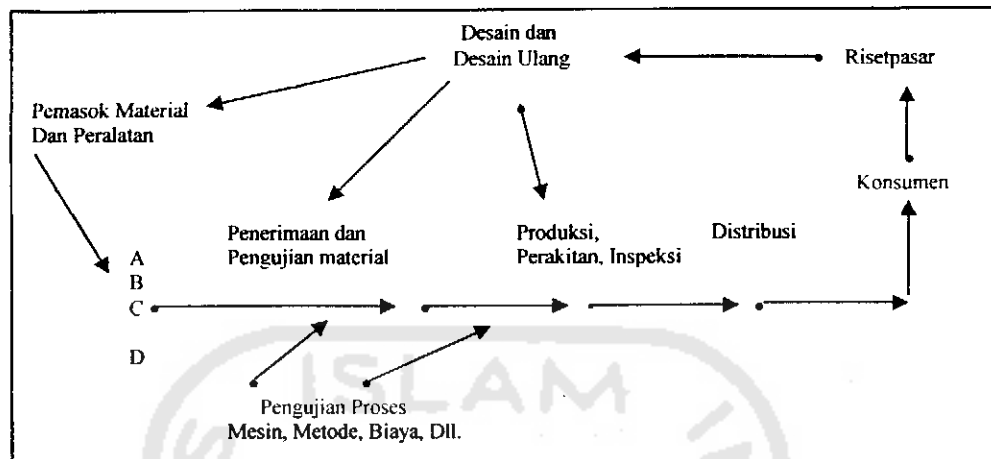 Desain dan
Desain Ulang
Risetpasar
Pemasok Material
Dan Peralatan
Konsumen
Penerimaan dan
Pengujian material
Produksi,
Perakitan, Inspeksi
Distribusi
A
B
C
D
Pengujian Proses
Mesin, Metode, Biaya, Dll.
ISLAM